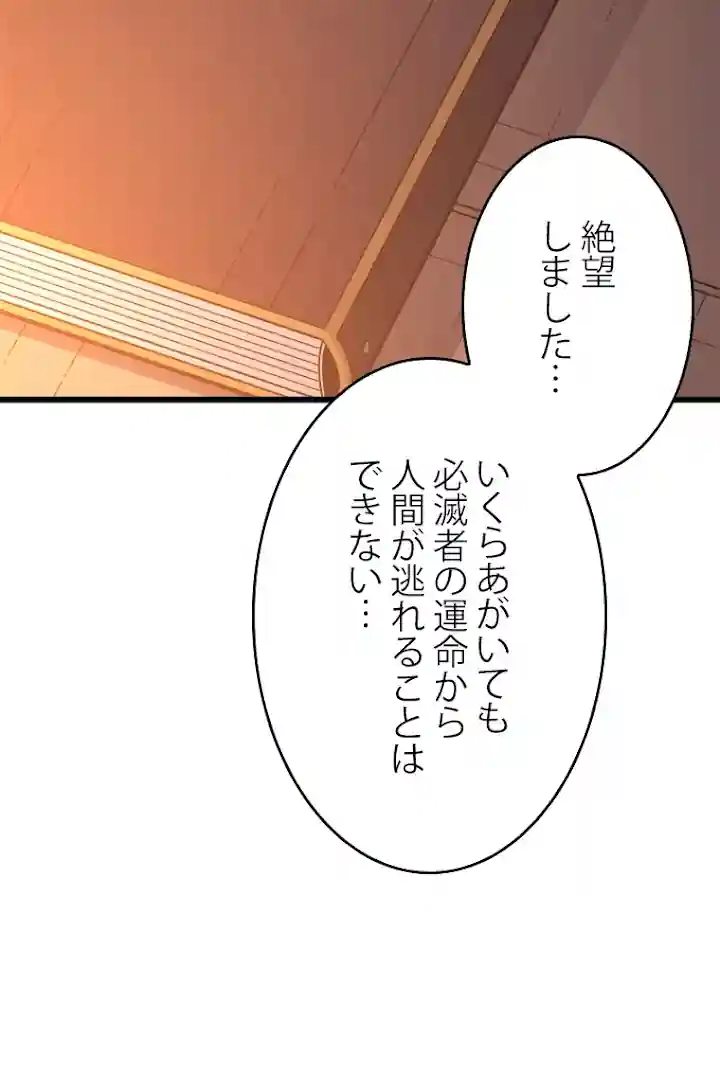 絶望
しました…
いくらあがいても
必滅者の運命から
人間が逃れることは
できない…